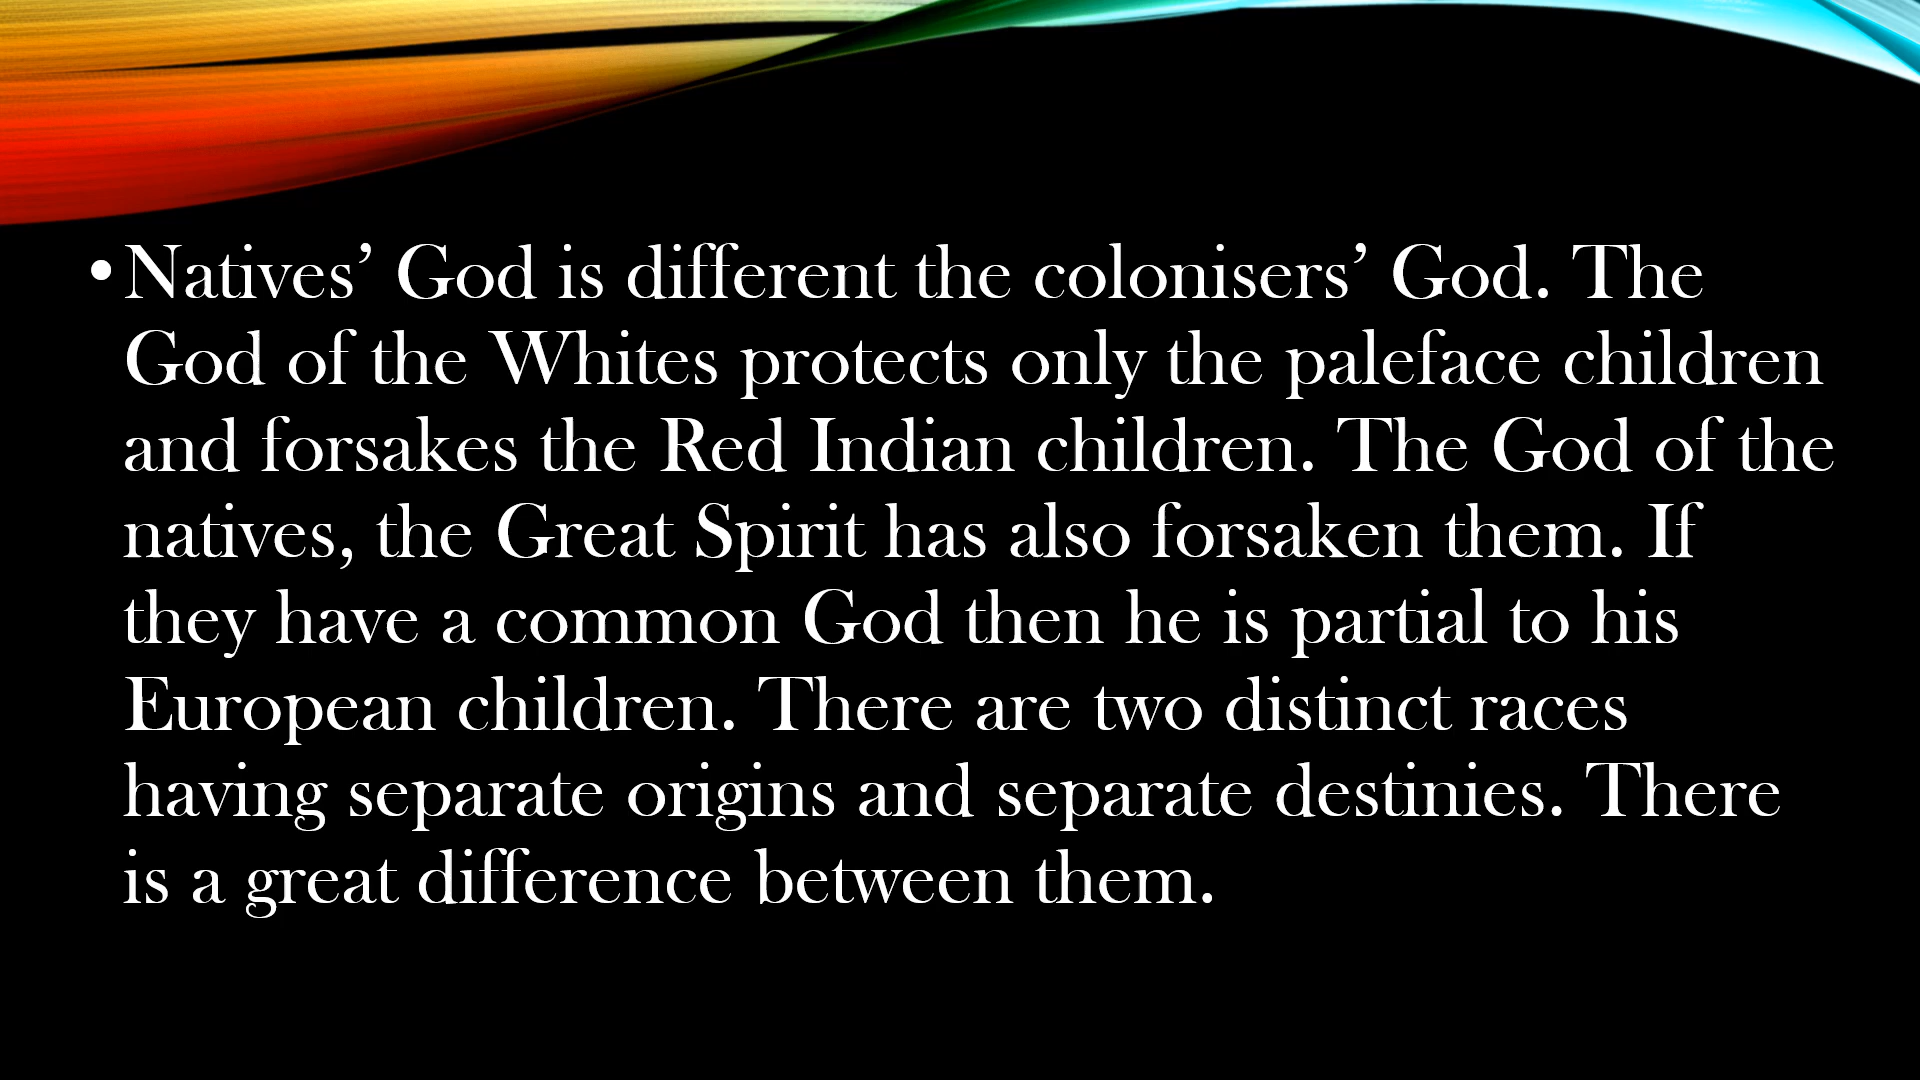 •Natives’ God is different the colonisers’ God. The
God of the Whites protects only the paleface children
and forsakes the Red Indian children. The God of the
natives, the Great Spirit has also forsaken them. If
they have a common God then he is partial to his
European children. There are two distinct races
having separate origins and separate destinies. There
is a great difference between them.